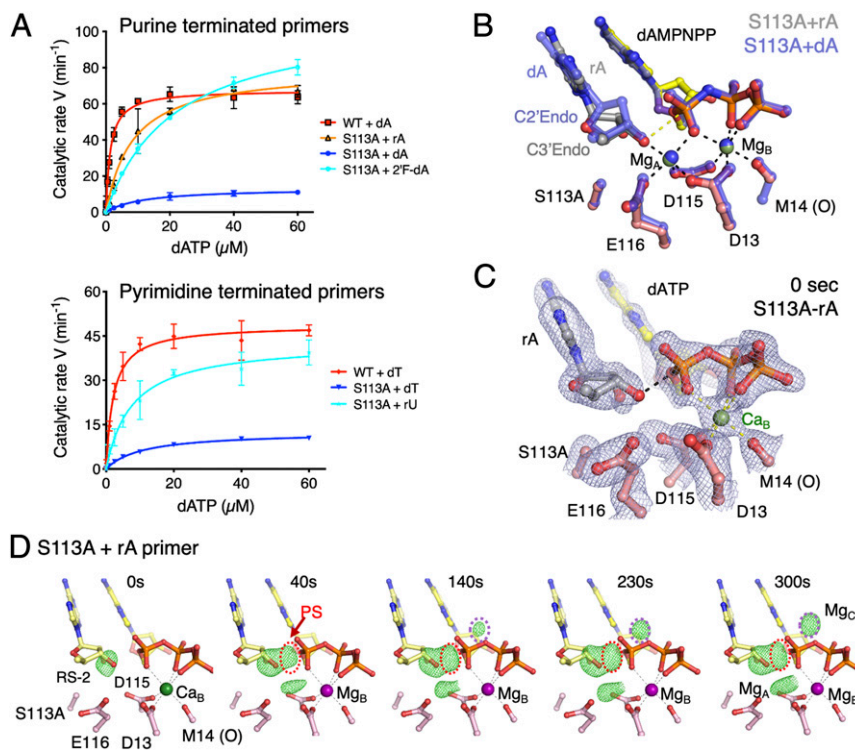 A
Purine terminated primers
Catalytic rate V (min⁻¹)
100
80
60
40
20
0
0 20 40 60
dATP (µM)
WT + dA
S113A + rA
S113A + dA
S113A + 2'F-dA
Pyrimidine terminated primers
Catalytic rate V (min⁻¹)
60
45
30
15
0
0 20 40 60
dATP (µM)
WT + dT
S113A + dT
S113A + rU
B
dAMPNPP
S113A+rA
S113A+dA
dA
rA
C2'Endo
C3'Endo
MgA
MgB
S113A
D115
M14 (O)
E116
D13
C
dATP
0 sec
S113A-rA
rA
CaB
S113A
M14 (O)
D115
E116
D13
D
S113A + rA primer
0s
40s
140s
230s
300s
PS
MgC
RS-2
D115
CaB
MgB
MgB
MgA
MgB
S113A
M14 (O)
E116
D13